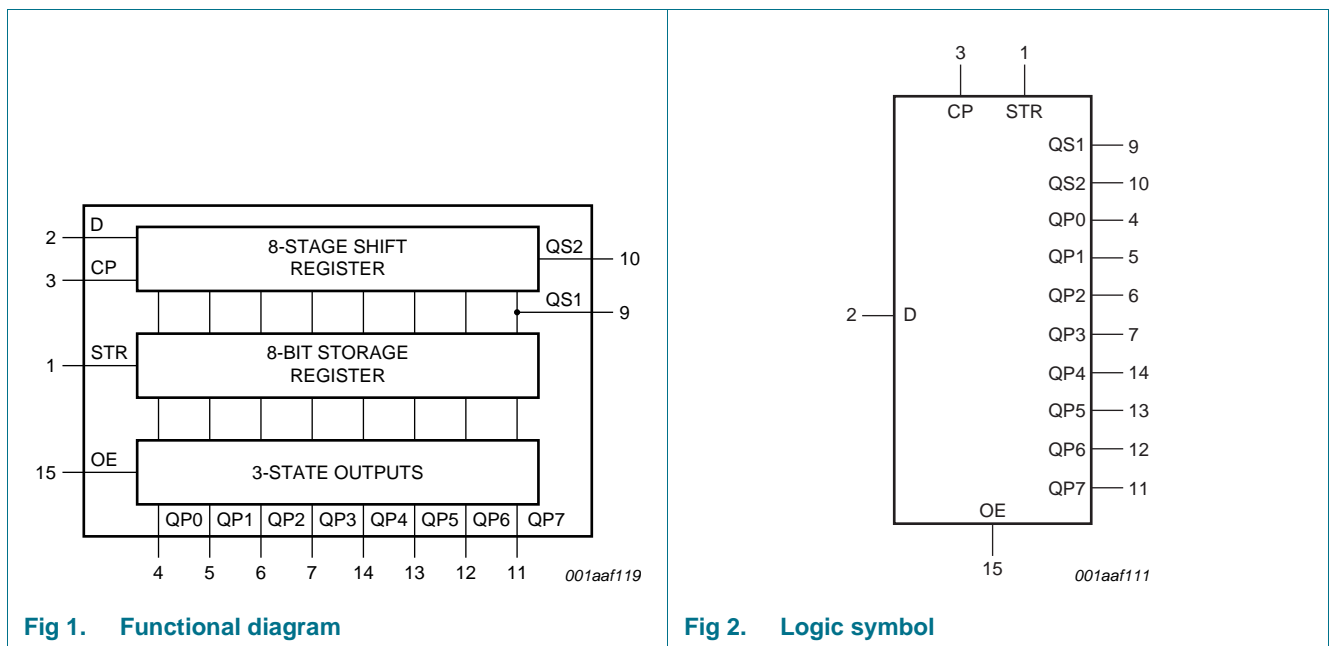 D
2
8-STAGE SHIFT
REGISTER
QS2
10
CP
3
QS1
9
STR
1
8-BIT STORAGE
REGISTER
OE
15
3-STATE OUTPUTS
QP0 QP1 QP2 QP3 QP4 QP5 QP6 QP7
4 5 6 7 14 13 12 11
001aaf119
Fig 1. Functional diagram
3 1
CP STR
QS1 9
QS2 10
QP0 4
QP1 5
QP2 6
2 D
QP3 7
QP4 14
QP5 13
QP6 12
QP7 11
OE
15
001aaf111
Fig 2. Logic symbol